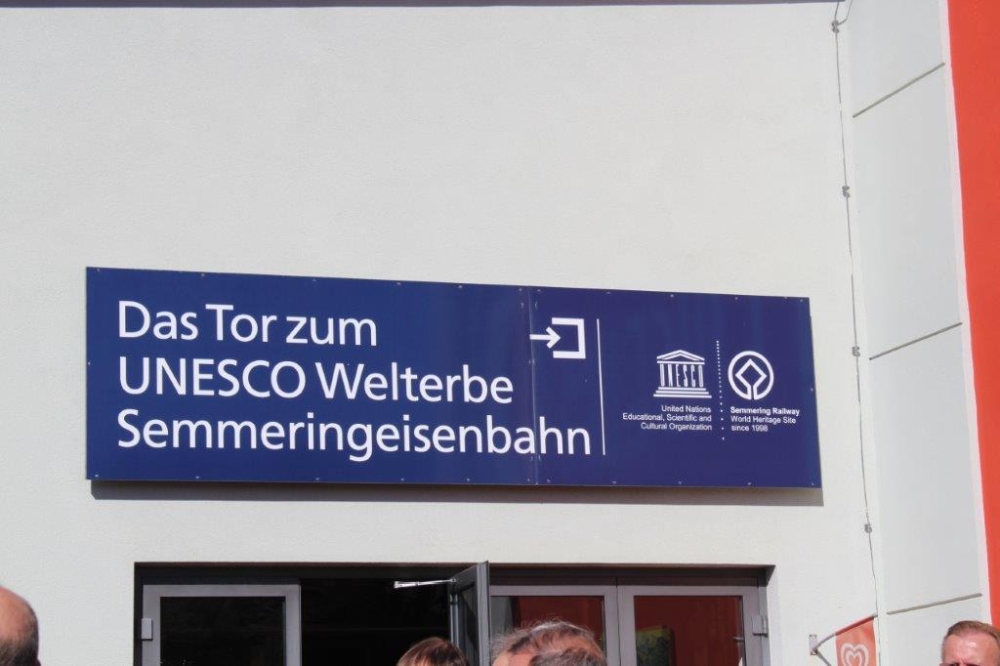 Das Tor zum
UNESCO Welterbe
Semmeringeisenbahn
UNESCO
United Nations
Educational, Scientific and
Cultural Organization
Semmering Railway
World Heritage Site
since 1998